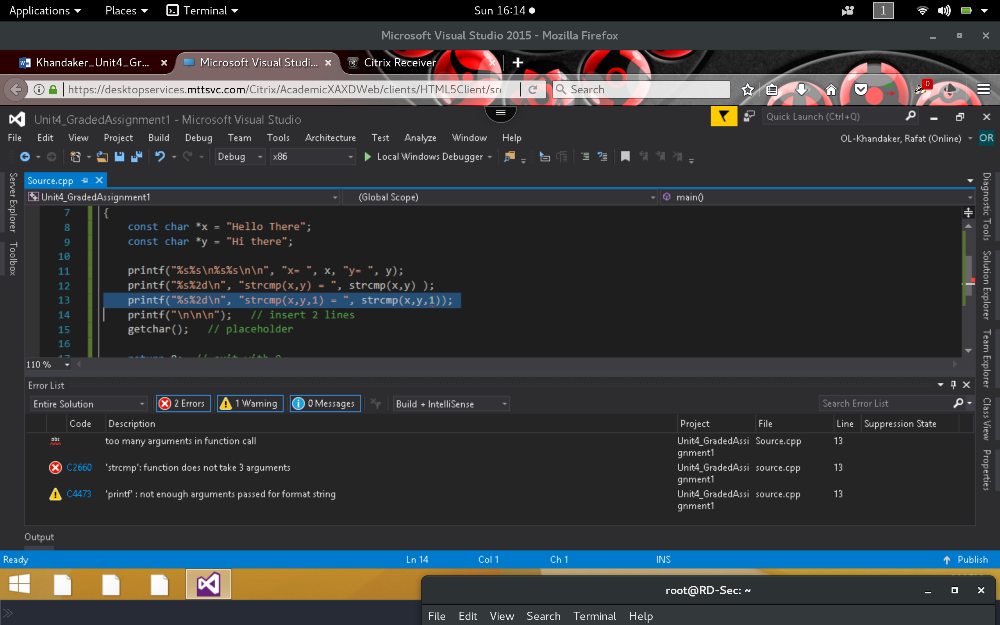 Applications Places Terminal Sun 16:14 1
Microsoft Visual Studio 2015 - Mozilla Firefox
Khandaker_Unit4_Gr... Microsoft Visual Studi... Citrix Receiver
https://desktopservices.mttsvc.com/Citrix/AcademicXAXDWeb/clients/HTML5Client/src Search 0
Unit4_GradedAssignment1 - Microsoft Visual Studio Quick Launch (Ctrl+Q)
File Edit View Project Build Debug Team Tools Architecture Test Analyze Window Help OL-Khandaker, Rafat (Online) OR
Debug x86 Local Windows Debugger
Server Explorer
Toolbox
Source.cpp
Unit4_GradedAssignment1 (Global Scope) main()
7 {
8 const char *x = "Hello There";
9 const char *y = "Hi there";
10
11 printf("%s%s\n%s%s\n\n", "x= ", x, "y= ", y);
12 printf("%s%2d\n", "strcmp(x,y) = ", strcmp(x,y) );
13 printf("%s%2d\n", "strcmp(x,y,1) = ", strcmp(x,y,1));
14 printf("\n\n\n"); // insert 2 lines
15 getchar(); // placeholder
16
110 %
Diagnostic Tools
Solution Explorer
Team Explorer
Class View
Properties
Error List
Entire Solution 2 Errors 1 Warning 0 Messages Build + IntelliSense Search Error List
Code Description Project File Line Suppression State
abc too many arguments in function call Unit4_GradedAssi Source.cpp 13
gnment1
C2660 'strcmp': function does not take 3 arguments Unit4_GradedAssi source.cpp 13
gnment1
C4473 'printf' : not enough arguments passed for format string Unit4_GradedAssi source.cpp 13
gnment1
Output
Ready Ln 14 Col 1 Ch 1 INS Publish
root@RD-Sec: ~
File Edit View Search Terminal Help